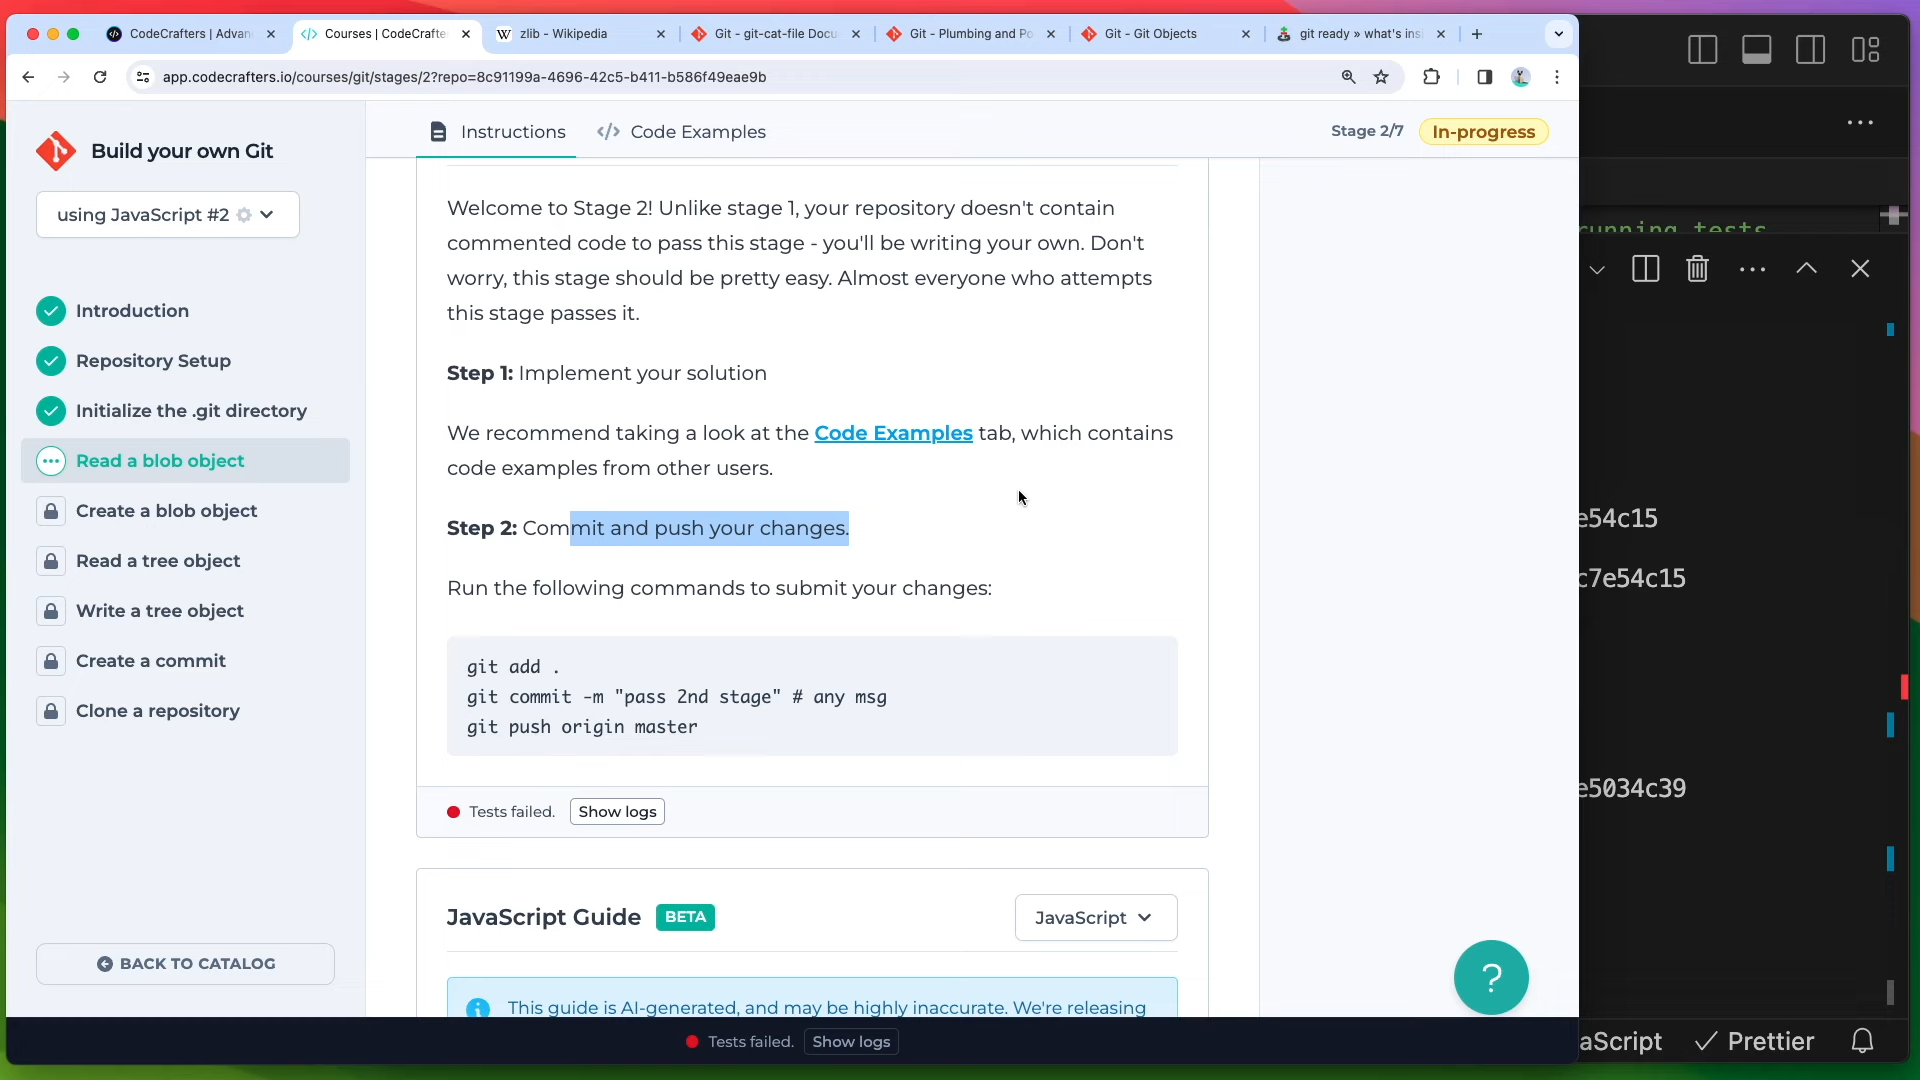 CodeCrafters | Advan
Courses | CodeCrafte
zlib - Wikipedia
Git - git-cat-file Docu
Git - Plumbing and Po
Git - Git Objects
git ready » what's ins
app.codecrafters.io/courses/git/stages/2?repo=8c91199a-4696-42c5-b411-b586f49eae9b
Build your own Git
using JavaScript #2
Introduction
Repository Setup
Initialize the .git directory
Read a blob object
Create a blob object
Read a tree object
Write a tree object
Create a commit
Clone a repository
BACK TO CATALOG
Instructions
Code Examples
Stage 2/7
In-progress
Welcome to Stage 2! Unlike stage 1, your repository doesn't contain
commented code to pass this stage - you'll be writing your own. Don't
worry, this stage should be pretty easy. Almost everyone who attempts
this stage passes it.
Step 1: Implement your solution
We recommend taking a look at the Code Examples tab, which contains
code examples from other users.
Step 2: Commit and push your changes.
Run the following commands to submit your changes:
git add .
git commit -m "pass 2nd stage" # any msg
git push origin master
Tests failed.
Show logs
JavaScript Guide
BETA
JavaScript
This guide is AI-generated, and may be highly inaccurate. We're releasing
?
Tests failed.
Show logs
running tests
e54c15
c7e54c15
e5034c39
aScript
Prettier